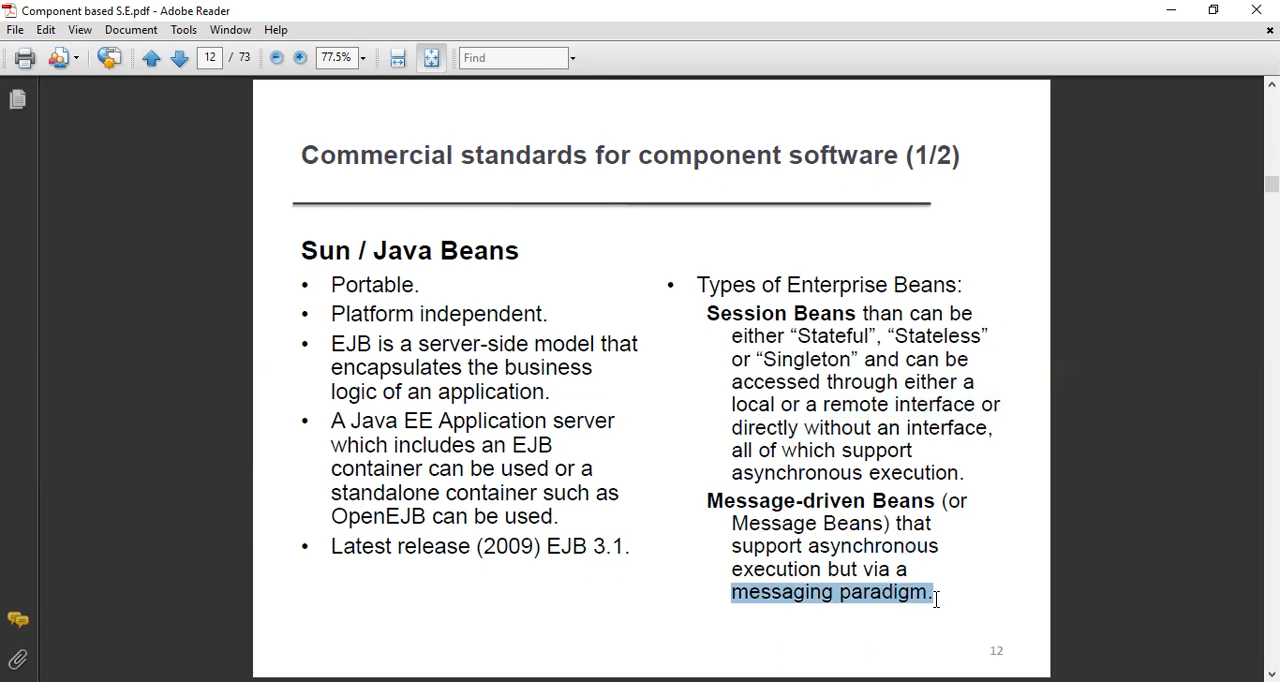 Component based S.E.pdf - Adobe Reader
File Edit View Document Tools Window Help
12 / 73 77.5% Find
Commercial standards for component software (1/2)
Sun / Java Beans
• Portable.
• Platform independent.
• EJB is a server-side model that
encapsulates the business
logic of an application.
• A Java EE Application server
which includes an EJB
container can be used or a
standalone container such as
OpenEJB can be used.
• Latest release (2009) EJB 3.1.
• Types of Enterprise Beans:
Session Beans than can be
either “Stateful”, “Stateless”
or “Singleton” and can be
accessed through either a
local or a remote interface or
directly without an interface,
all of which support
asynchronous execution.
Message-driven Beans (or
Message Beans) that
support asynchronous
execution but via a
messaging paradigm.
12